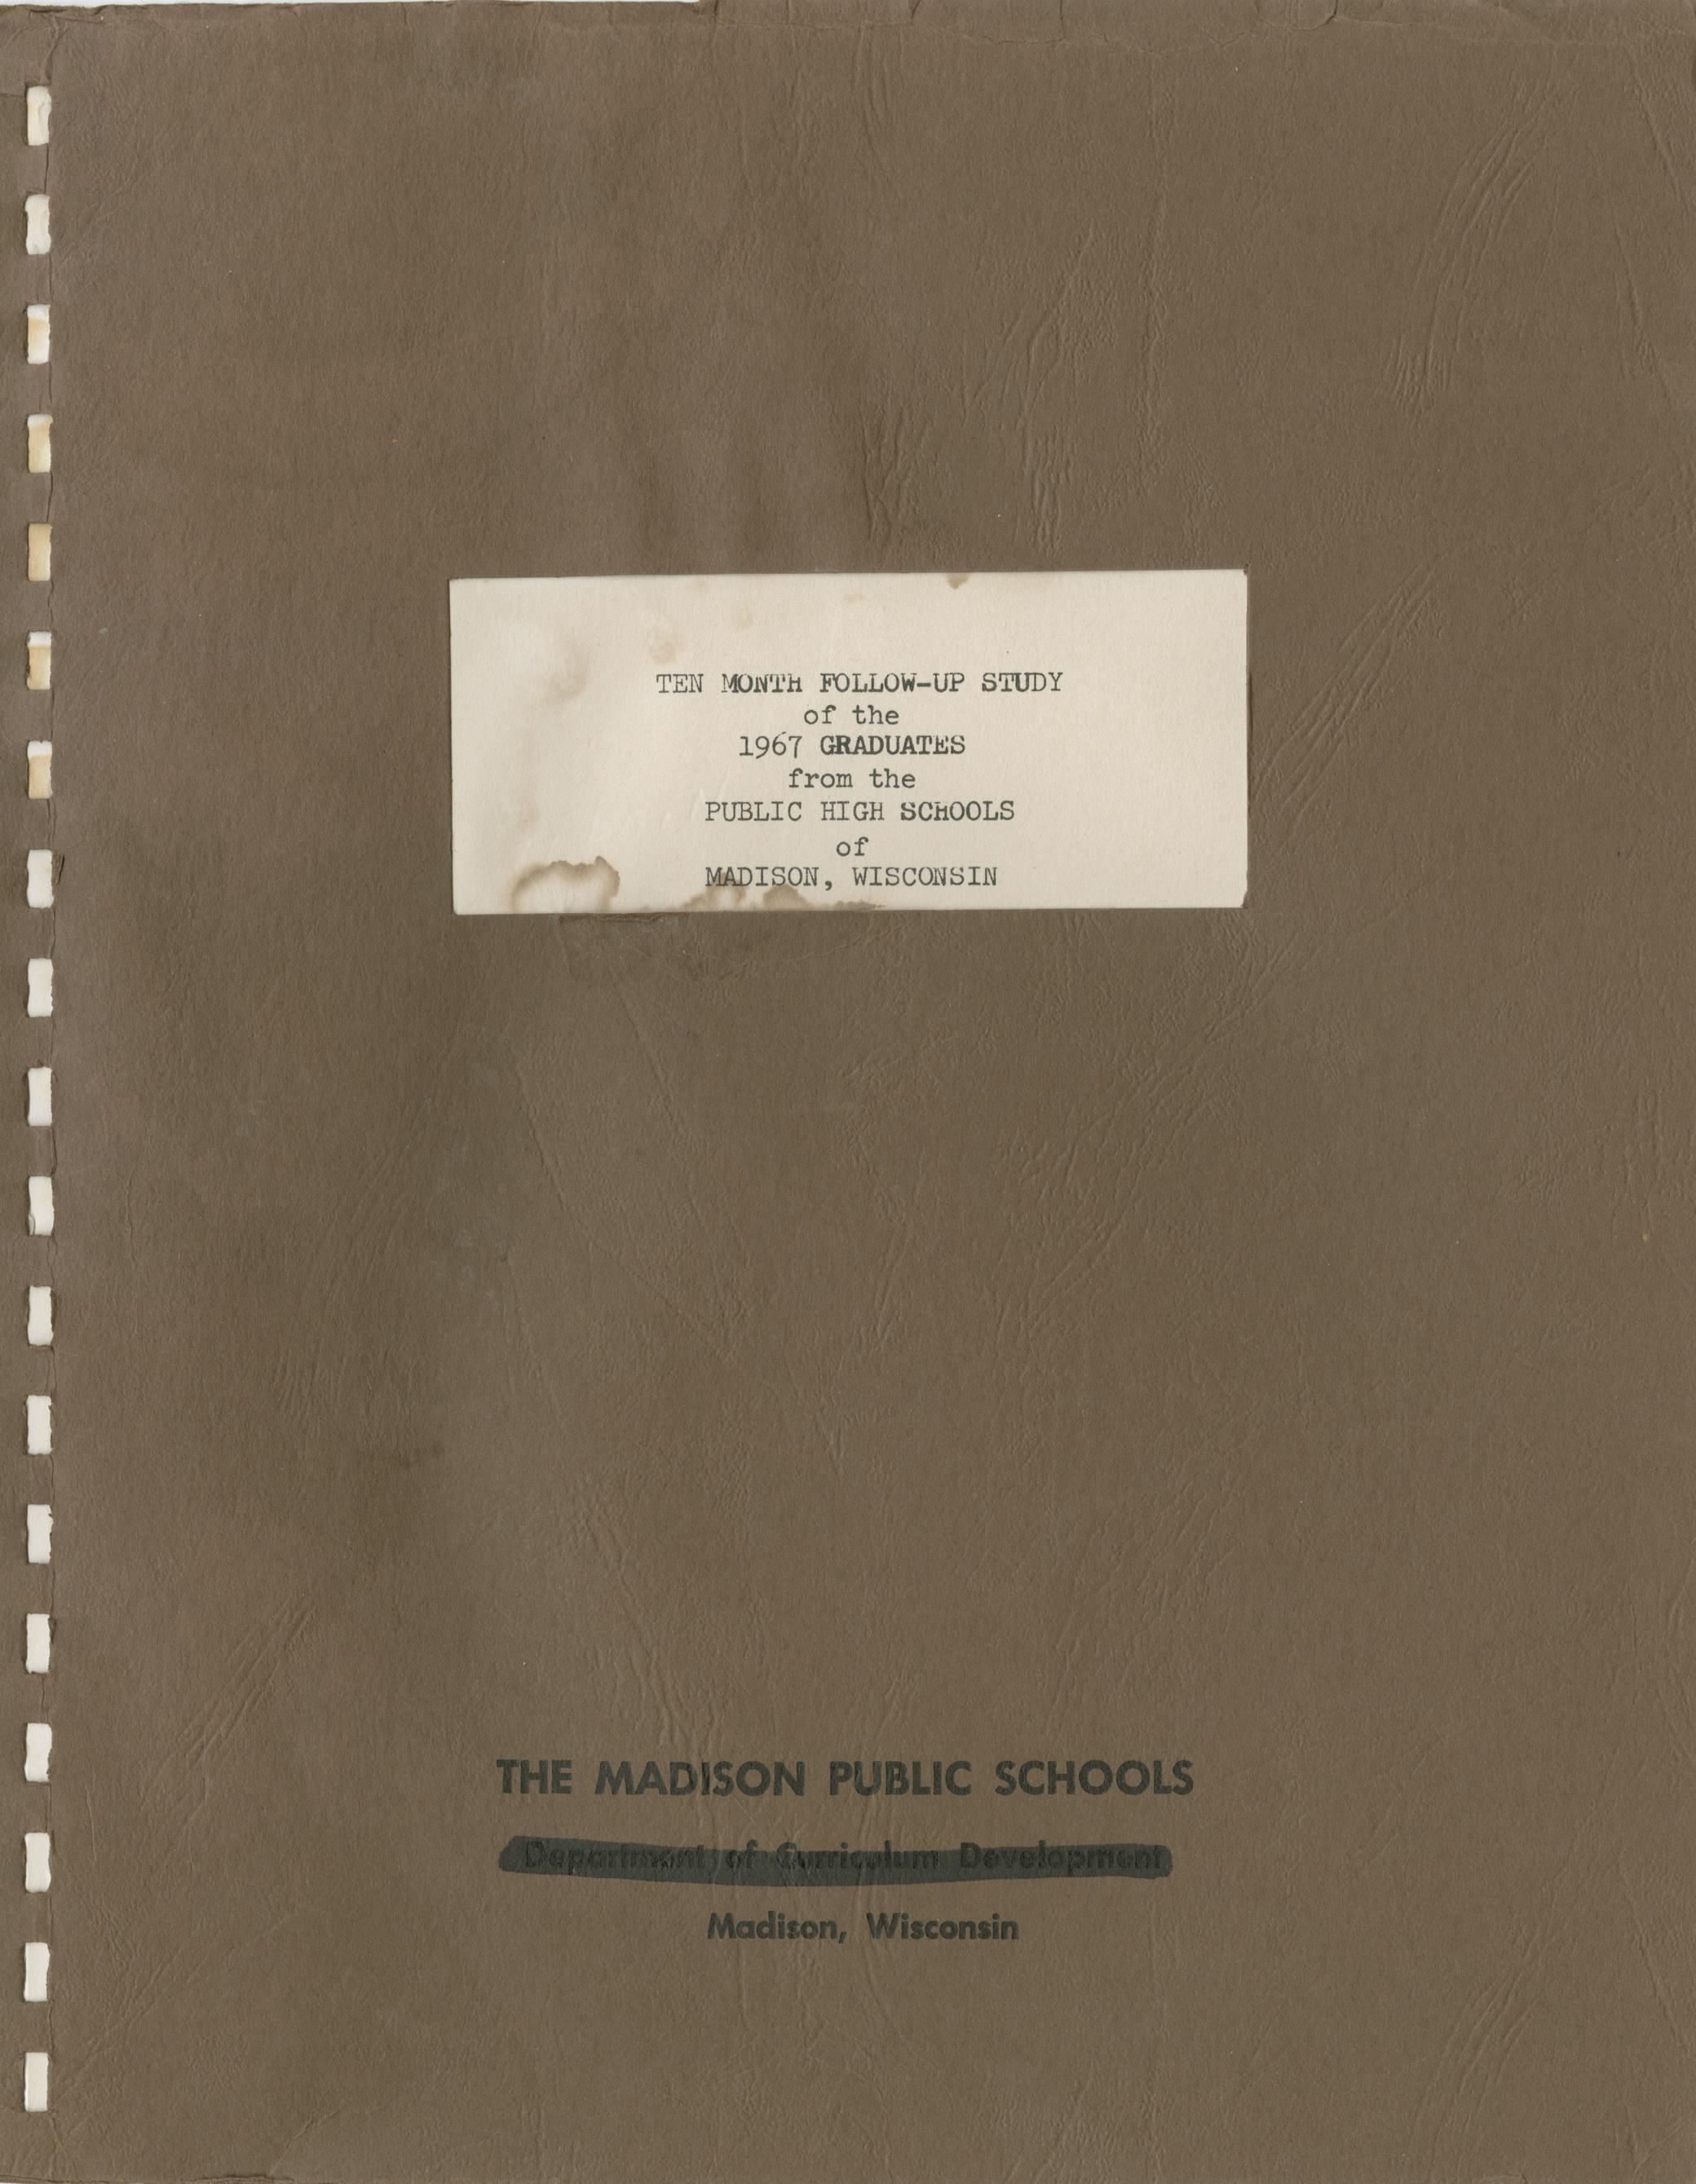 TEN MONTH FOLLOW-UP STUDY
of the
1967 GRADUATES
from the
PUBLIC HIGH SCHOOLS
of
MADISON, WISCONSIN
THE MADISON PUBLIC SCHOOLS
Department of Curriculum Development
Madison, Wisconsin